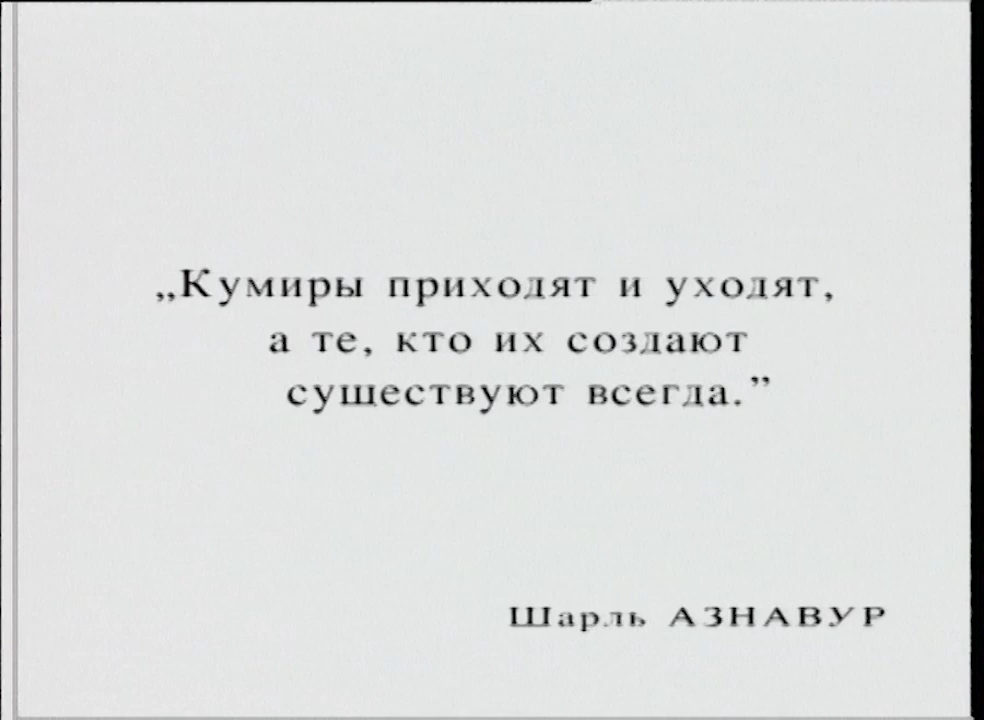 „Кумиры приходят и уходят,
а те, кто их создают
существуют всегда.”
Шарль АЗНАВУР